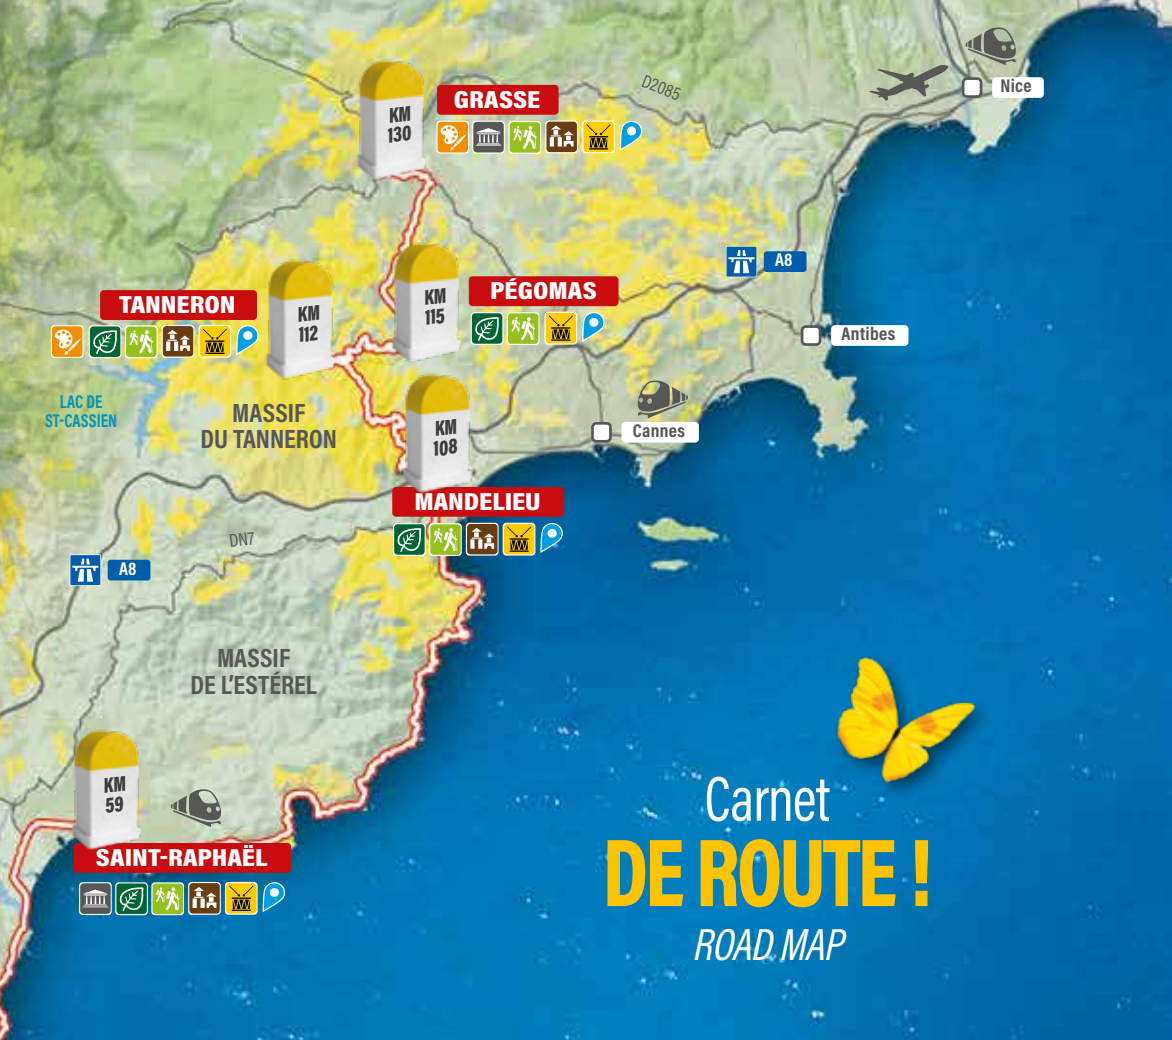 Nice
D2085
KM
130
GRASSE
A8
TANNERON
KM
112
KM
115
PÉGOMAS
Antibes
LAC DE
ST-CASSIEN
MASSIF
DU TANNERON
KM
108
Cannes
MANDELIEU
DN7
A8
MASSIF
DE L'ESTÉREL
KM
59
SAINT-RAPHAËL
Carnet
DE ROUTE !
ROAD MAP